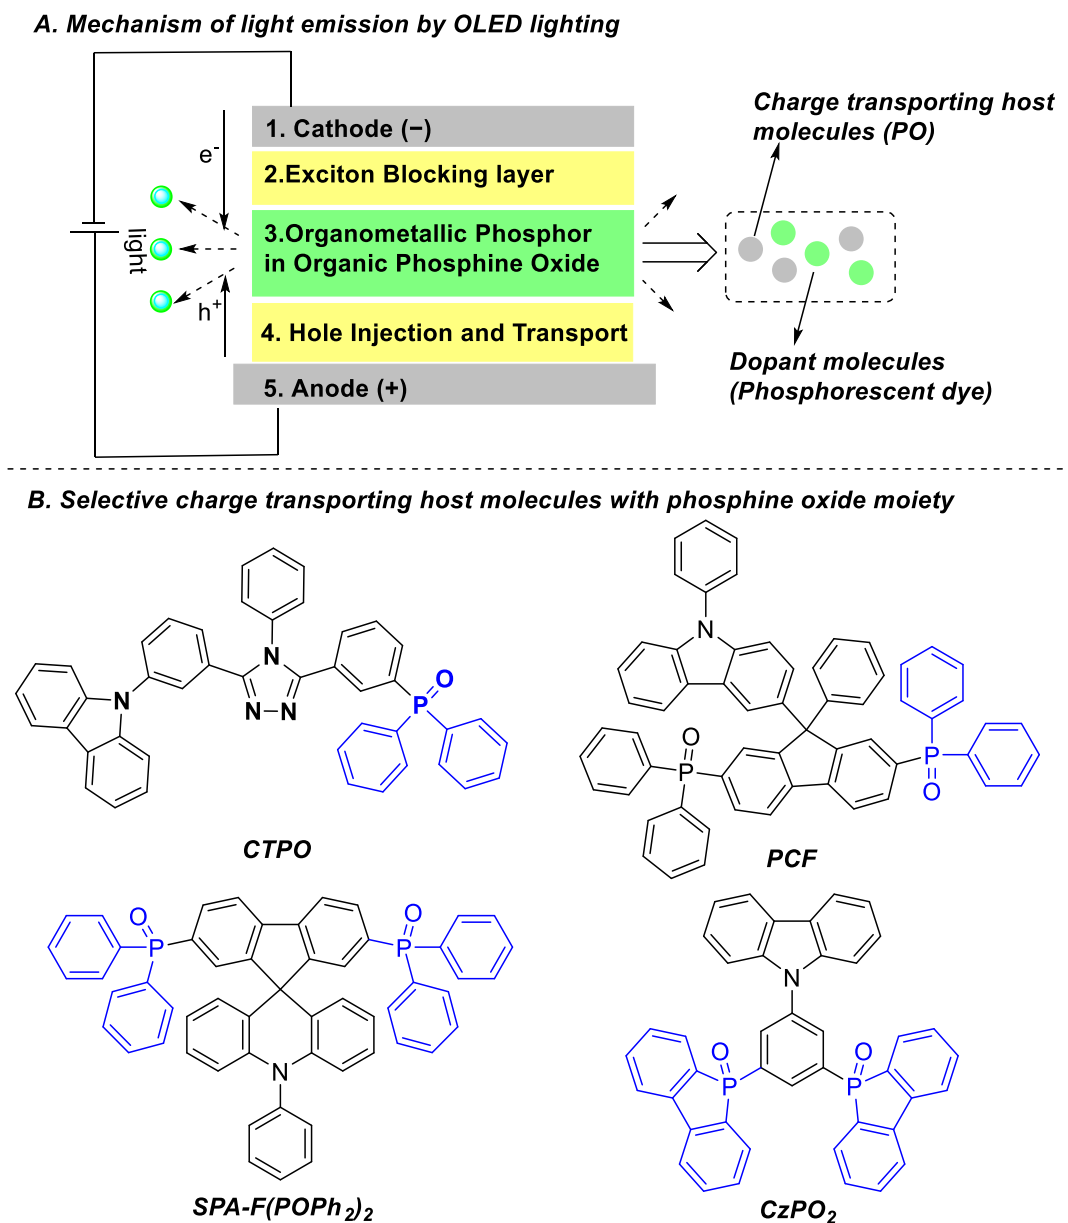 A. Mechanism of light emission by OLED lighting
Charge transporting host
molecules (PO)
1. Cathode (−)
e-
2.Exciton Blocking layer
light
3.Organometallic Phosphor
in Organic Phosphine Oxide
h+
4. Hole Injection and Transport
Dopant molecules
(Phosphorescent dye)
5. Anode (+)
B. Selective charge transporting host molecules with phosphine oxide moiety
N
N
N
N
N
P
O
CTPO
N
O
P
P
O
PCF
O
P
O
P
N
SPA-F(POPh2)2
N
O
P
O
P
CzPO2